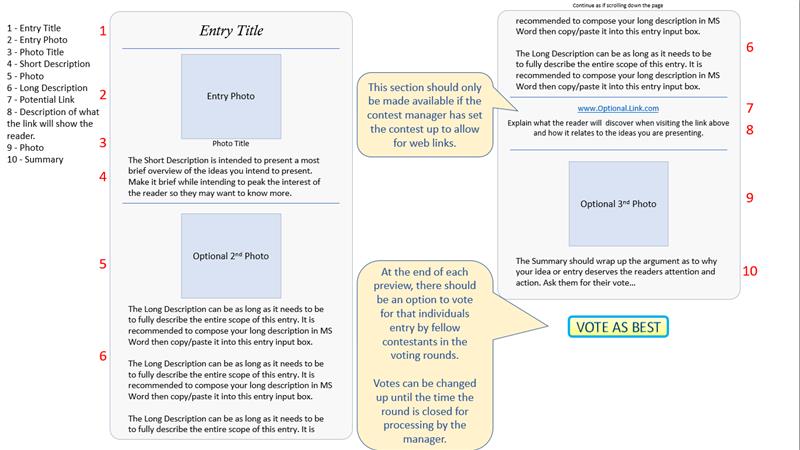 1 - Entry Title
2 - Entry Photo
3 - Photo Title
4 - Short Description
5 - Photo
6 - Long Description
7 - Potential Link
8 - Description of what
the link will show the
reader.
9 - Photo
10 - Summary
1
Entry Title
2
Entry Photo
3
Photo Title
4
The Short Description is intended to present a most
brief overview of the ideas you intend to present.
Make it brief while intending to peak the interest of
the reader so they may want to know more.
5
Optional 2nd Photo
The Long Description can be as long as it needs to be
to fully describe the entire scope of this entry. It is
recommended to compose your long description in MS
Word then copy/paste it into this entry input box.
6
The Long Description can be as long as it needs to be
to fully describe the entire scope of this entry. It is
recommended to compose your long description in MS
Word then copy/paste it into this entry input box.
The Long Description can be as long as it needs to be
to fully describe the entire scope of this entry. It is
This section should only
be made available if the
contest manager has set
the contest up to allow
for web links.
At the end of each
preview, there should
be an option to vote
for that individuals
entry by fellow
contestants in the
voting rounds.
Votes can be changed
up until the time the
round is closed for
processing by the
manager.
Continue as if scrolling down the page
recommended to compose your long description in MS
Word then copy/paste it into this entry input box.
6
The Long Description can be as long as it needs to be
to fully describe the entire scope of this entry. It is
recommended to compose your long description in MS
Word then copy/paste it into this entry input box.
www.Optional.Link.com
7
Explain what the reader will discover when visiting the link above
and how it relates to the ideas you are presenting.
8
Optional 3rd Photo
9
The Summary should wrap up the argument as to why
your idea or entry deserves the readers attention and
action. Ask them for their vote…
10
VOTE AS BEST